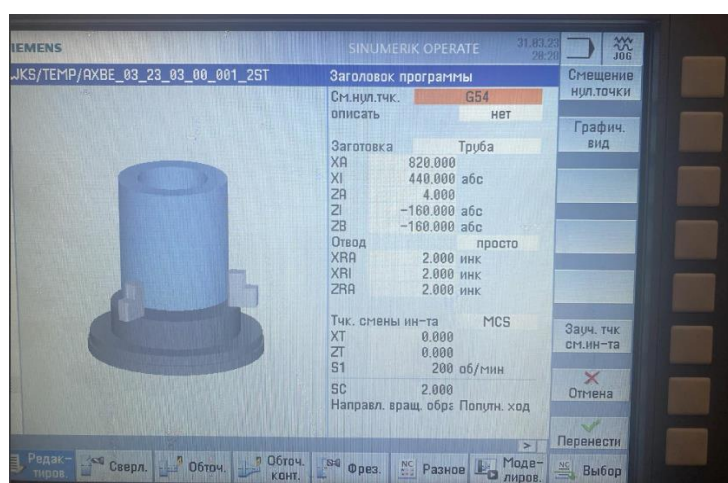 IEMENS
SINUMERIK OPERATE
31.03.23
JOG
JKS/TEMP/AXBE_03_23_03_00_001_2ST
Заголовок программы
См.нул.тчк. G54
описать нет
Заготовка Труба
XA 820.000
XI 440.000 абс
ZA 4.000
ZI -160.000 абс
ZB -160.000 абс
Отвод просто
XRA 2.000 инк
XRI 2.000 инк
ZRA 2.000 инк
Тчк. смены ин-та MCS
XT 0.000
ZT 0.000
S1 200 об/мин
SC 2.000
Направл. вращ. обра Попутн. ход
Смещение
нул.точки
Графич.
вид
Зауч. тчк
см.ин-та
Отмена
Перенести
Редак-
тиров.
Сверл.
Обточ.
Обточ.
конт.
Фрез.
NC
Разное
Моде-
лиров.
NC
Выбор